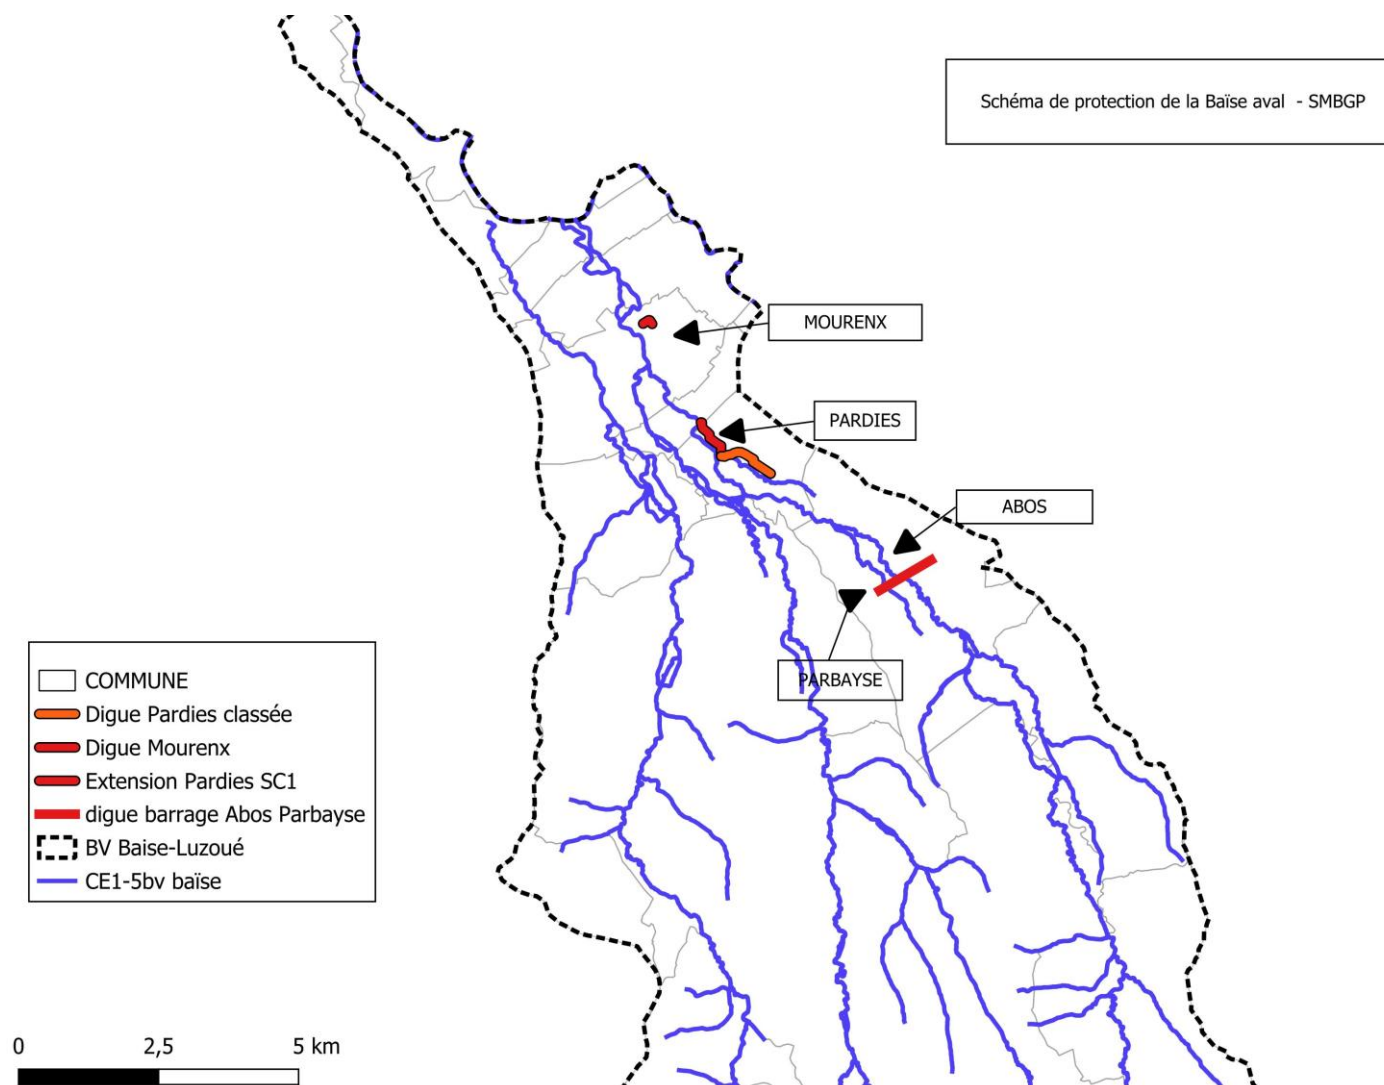 Schéma de protection de la Baïse aval - SMBGP
MOURENX
PARDIES
ABOS
PARBAYSE
COMMUNE
Digue Pardies classée
Digue Mourenx
Extension Pardies SC1
digue barrage Abos Parbayse
BV Baise-Luzoué
CE1-5bv baïse
0 2,5 5 km